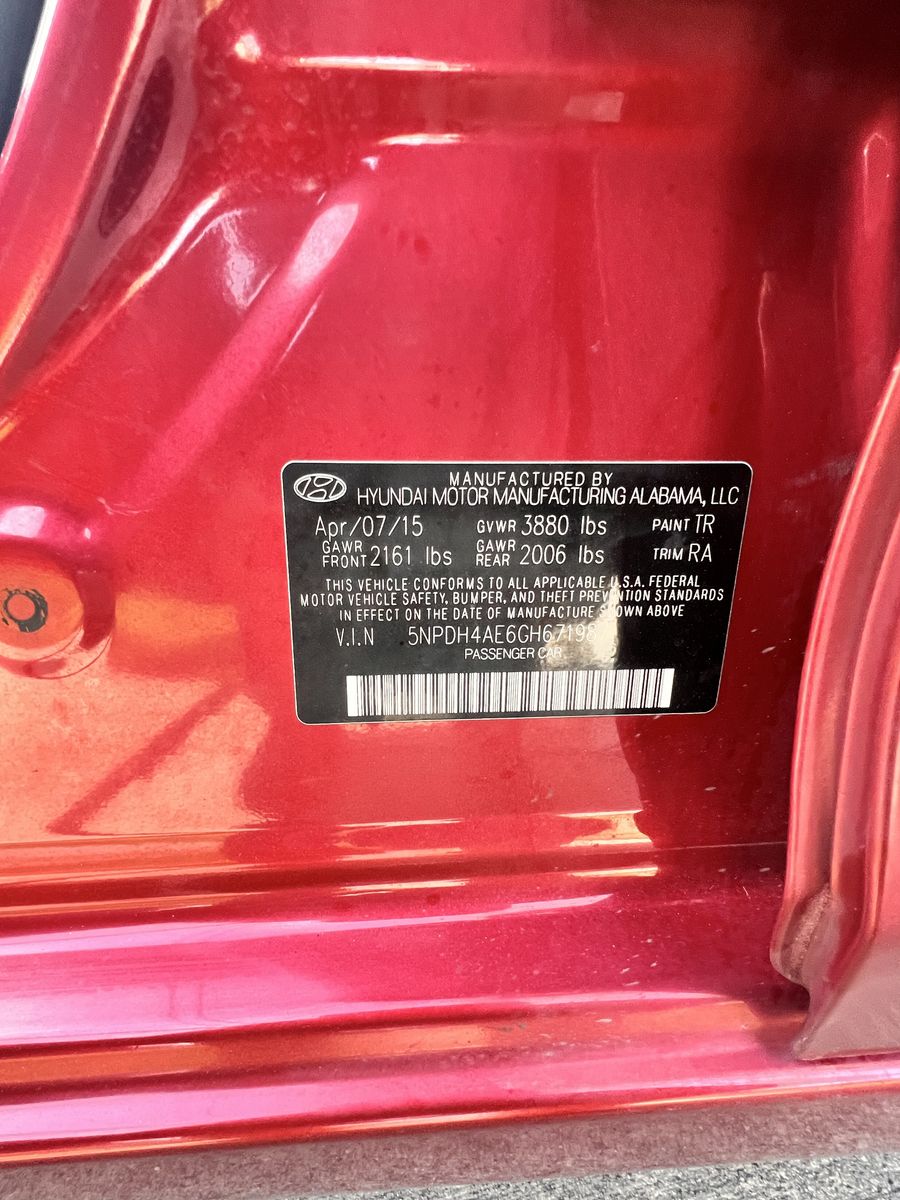 MANUFACTURED BY
HYUNDAI MOTOR MANUFACTURING ALABAMA, LLC
Apr/07/15 GVWR 3880 lbs PAINT TR
GAWR FRONT 2161 lbs GAWR REAR 2006 lbs TRIM RA
THIS VEHICLE CONFORMS TO ALL APPLICABLE U.S.A. FEDERAL
MOTOR VEHICLE SAFETY, BUMPER, AND THEFT PREVENTION STANDARDS
IN EFFECT ON THE DATE OF MANUFACTURE SHOWN ABOVE
V.I.N 5NPDH4AE6GH67198
PASSENGER CAR